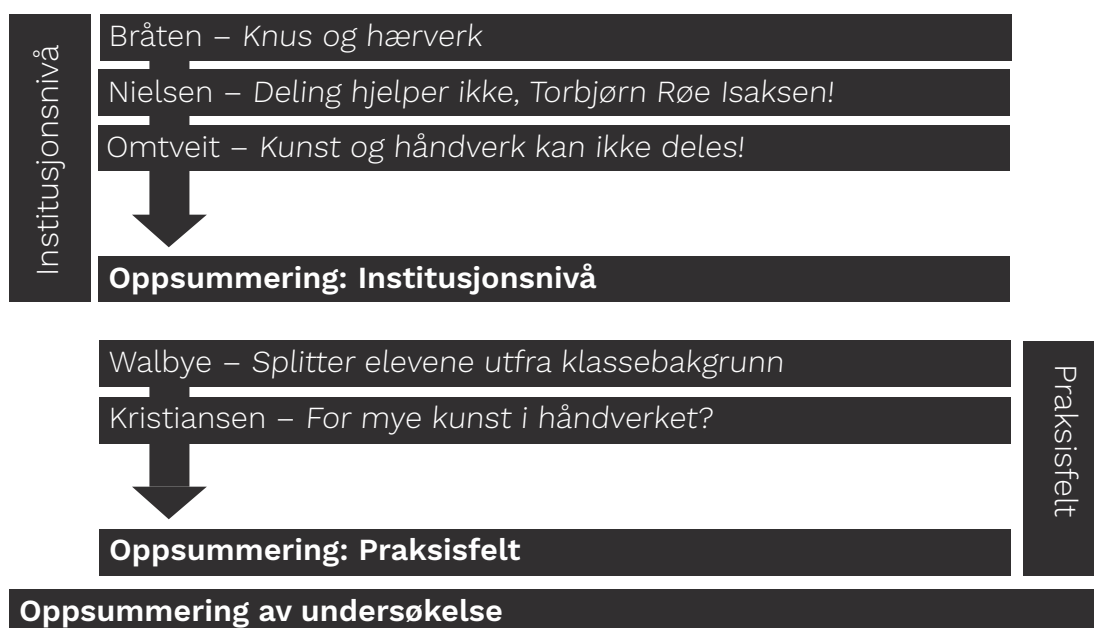 Institusjonsnivå
Bråten – Knus og hærverk
Nielsen – Deling hjelper ikke, Torbjørn Røe Isaksen!
Omtveit – Kunst og håndverk kan ikke deles!
Oppsummering: Institusjonsnivå
Walbye – Splitter elevene utfra klassebakgrunn
Kristiansen – For mye kunst i håndverket?
Praksisfelt
Oppsummering: Praksisfelt
Oppsummering av undersøkelse